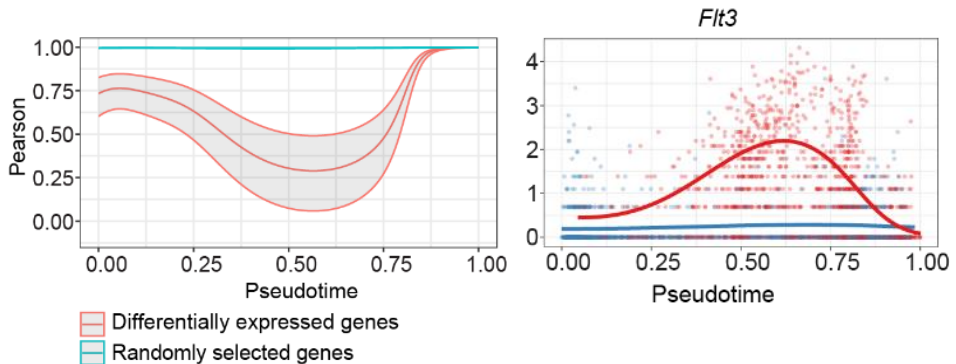 Flt3
Pearson
1.00
0.75
0.50
0.25
0.00
0.00 0.25 0.50 0.75 1.00
Pseudotime
Differentially expressed genes
Randomly selected genes
4
3
2
1
0
0.00 0.25 0.50 0.75 1.00
Pseudotime